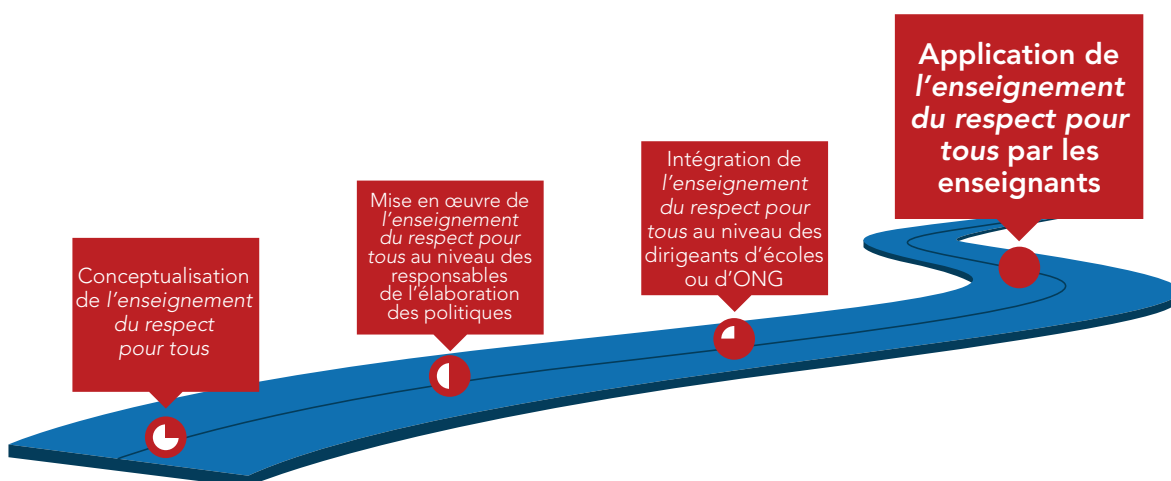 Conceptualisation
de l'enseignement
du respect
pour tous
Mise en œuvre de
l'enseignement
du respect pour
tous au niveau des
responsables
de l'élaboration
des politiques
Intégration de
l'enseignement
du respect pour
tous au niveau des
dirigeants d'écoles
ou d'ONG
Application de
l'enseignement
du respect pour
tous par les
enseignants